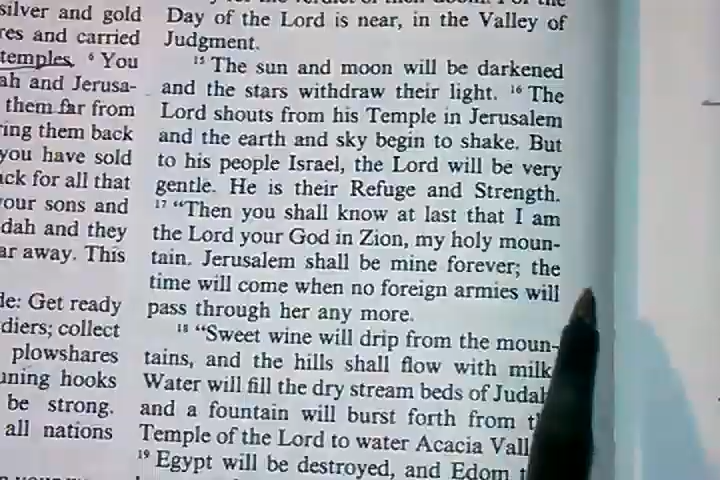 silver and gold
res and carried
temples. 6 You
ah and Jerusa-
them far from
ring them back
you have sold
ck for all that
our sons and
dah and they
ar away. This
de: Get ready
diers; collect
plowshares
uning hooks
be strong.
all nations
Day of the Lord is near, in the Valley of
Judgment.
15 The sun and moon will be darkened
and the stars withdraw their light. 16 The
Lord shouts from his Temple in Jerusalem
and the earth and sky begin to shake. But
to his people Israel, the Lord will be very
gentle. He is their Refuge and Strength.
17 "Then you shall know at last that I am
the Lord your God in Zion, my holy moun-
tain. Jerusalem shall be mine forever; the
time will come when no foreign armies will
pass through her any more.
18 "Sweet wine will drip from the moun-
tains, and the hills shall flow with milk
Water will fill the dry stream beds of Judah
and a fountain will burst forth from
Temple of the Lord to water Acacia Vall
19 Egypt will be destroyed, and Edom